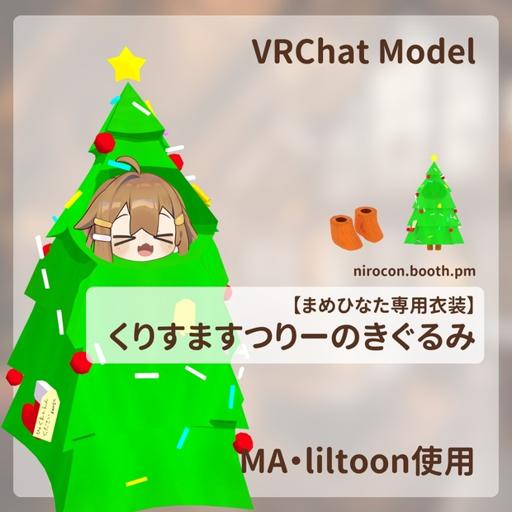 VRChat Model
nirocon.booth.pm
【まめひなた専用衣装】
くりすますつりーのきぐるみ
MA・liltoon使用